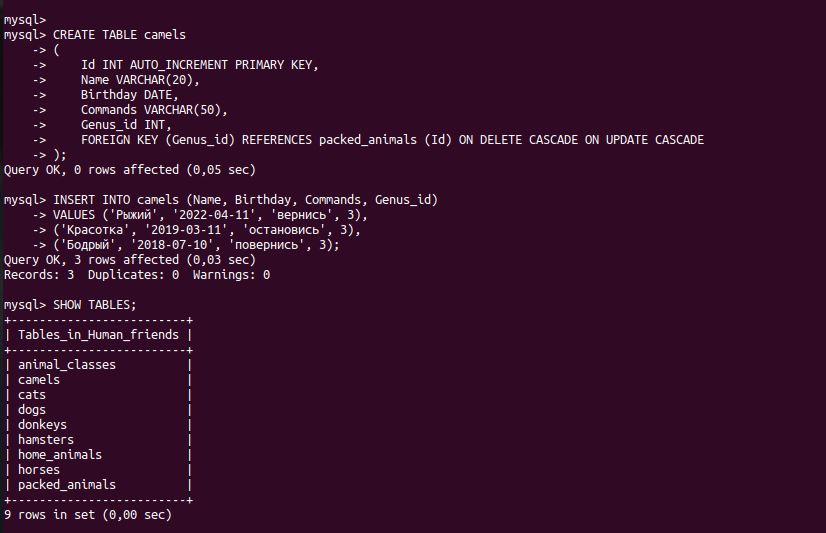 mysql>
mysql> CREATE TABLE camels
    -> (
    ->     Id INT AUTO_INCREMENT PRIMARY KEY,
    ->     Name VARCHAR(20),
    ->     Birthday DATE,
    ->     Commands VARCHAR(50),
    ->     Genus_id INT,
    ->     FOREIGN KEY (Genus_id) REFERENCES packed_animals (Id) ON DELETE CASCADE ON UPDATE CASCADE
    -> );
Query OK, 0 rows affected (0,05 sec)

mysql> INSERT INTO camels (Name, Birthday, Commands, Genus_id)
    -> VALUES ('Рыжий', '2022-04-11', 'вернись', 3),
    -> ('Красотка', '2019-03-11', 'остановись', 3),
    -> ('Бодрый', '2018-07-10', 'повернись', 3);
Query OK, 3 rows affected (0,03 sec)
Records: 3  Duplicates: 0  Warnings: 0

mysql> SHOW TABLES;
+-------------------------+
| Tables_in_Human_friends |
+-------------------------+
| animal_classes          |
| camels                  |
| cats                    |
| dogs                    |
| donkeys                 |
| hamsters                |
| home_animals            |
| horses                  |
| packed_animals          |
+-------------------------+
9 rows in set (0,00 sec)